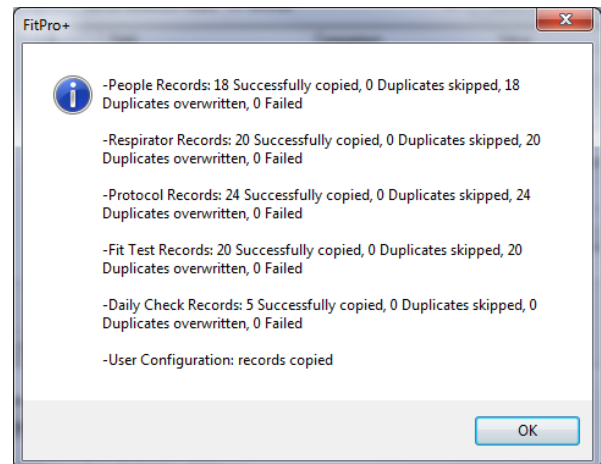 FitPro+
-People Records: 18 Successfully copied, 0 Duplicates skipped, 18
Duplicates overwritten, 0 Failed
-Respirator Records: 20 Successfully copied, 0 Duplicates skipped, 20
Duplicates overwritten, 0 Failed
-Protocol Records: 24 Successfully copied, 0 Duplicates skipped, 24
Duplicates overwritten, 0 Failed
-Fit Test Records: 20 Successfully copied, 0 Duplicates skipped, 20
Duplicates overwritten, 0 Failed
-Daily Check Records: 5 Successfully copied, 0 Duplicates skipped, 0
Duplicates overwritten, 0 Failed
-User Configuration: records copied
OK